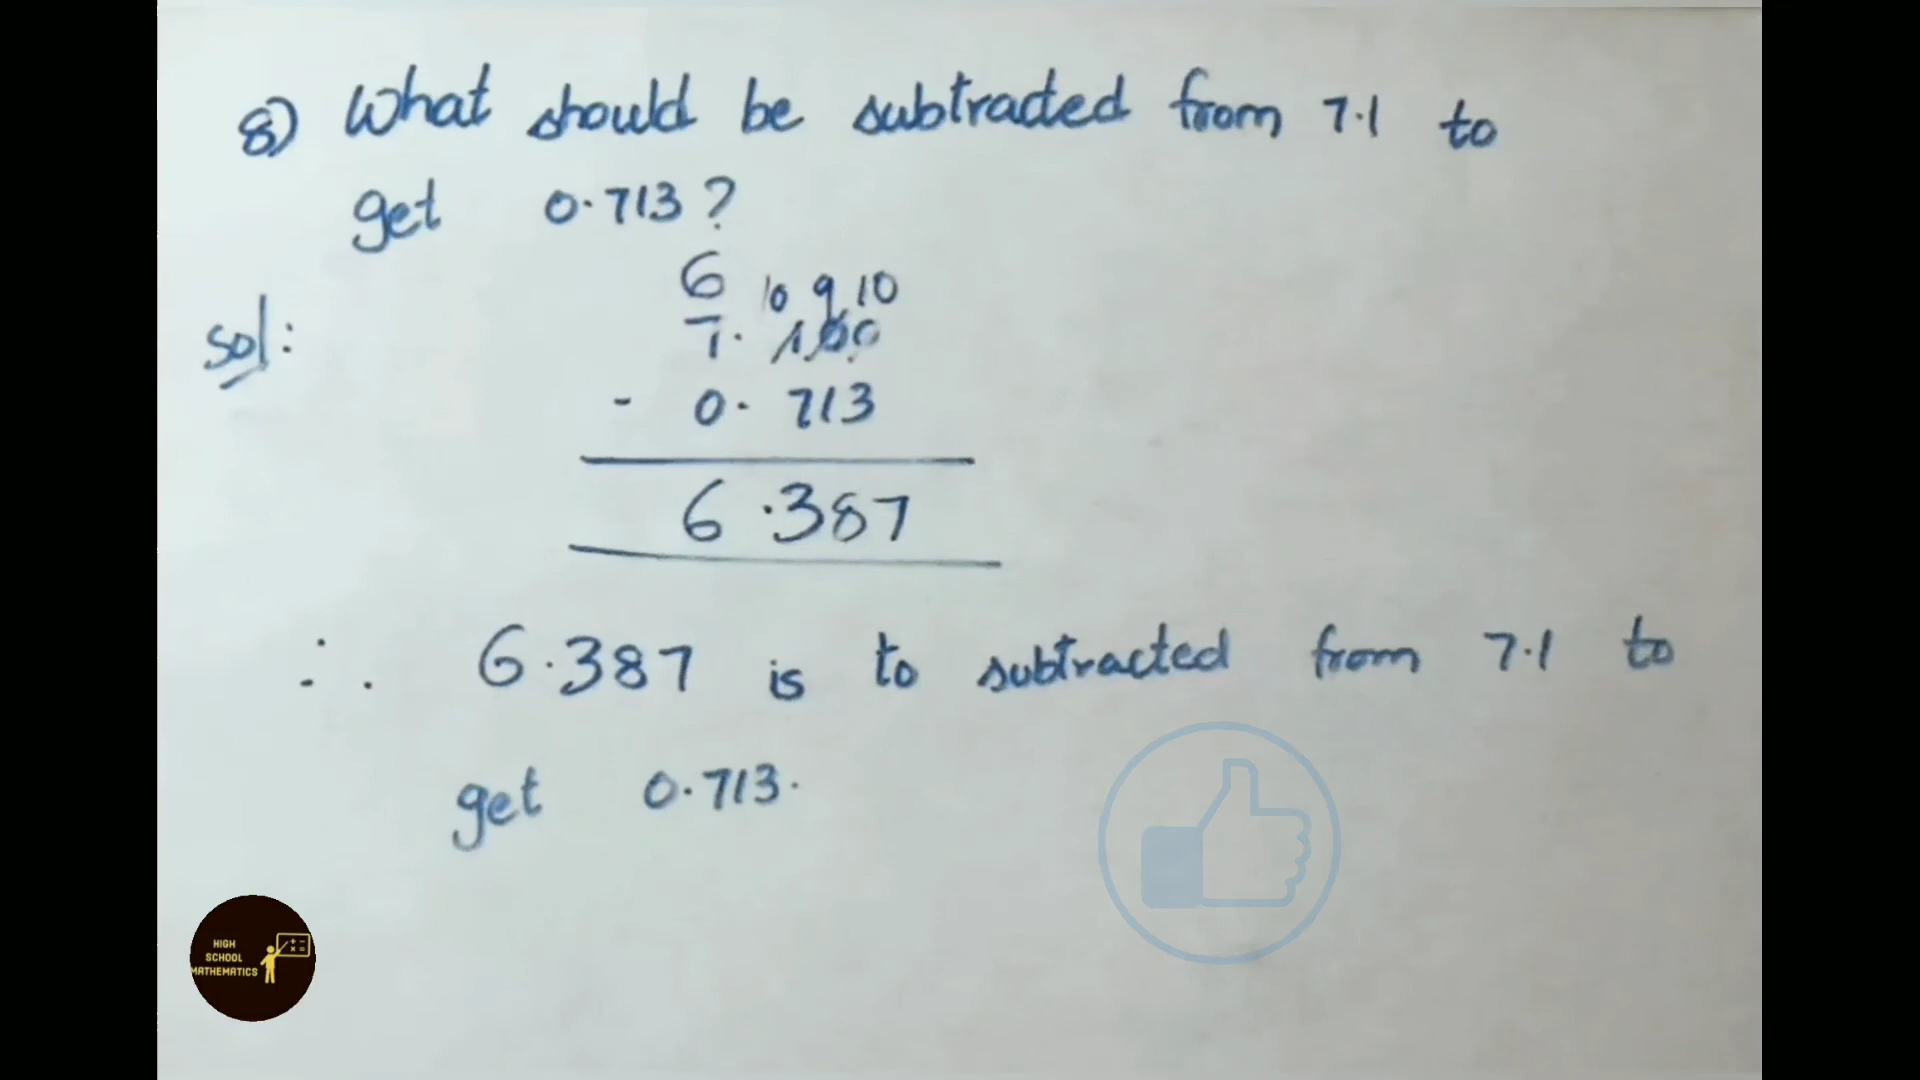 8) What should be subtracted from 7.1 to
get 0.713?
6 10 9 10
Sol: 7. 100
- 0. 713
6.387
∴ 6.387 is to subtracted from 7.1 to
get 0.713.
HIGH
SCHOOL
MATHEMATICS